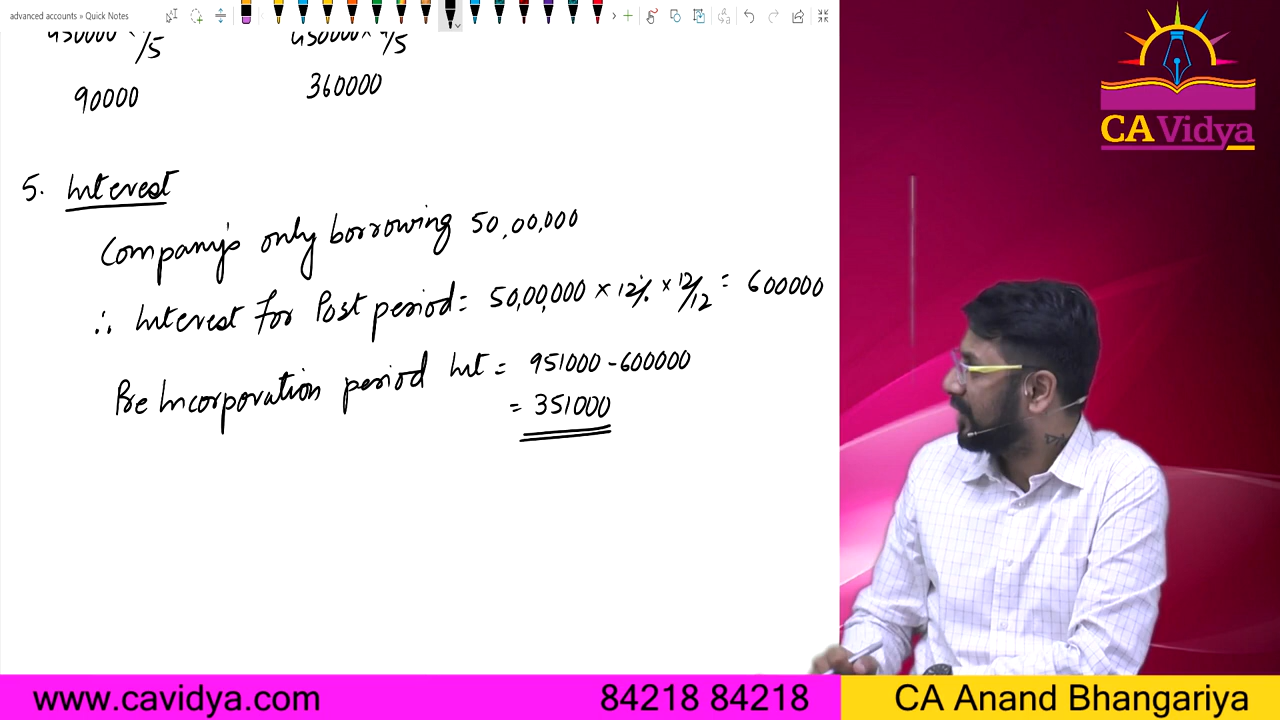 advanced accounts » Quick Notes
450000 × 1/5 450000 × 4/5
90000 360000
5. Interest
Company's only borrowing 50,00,000
∴ Interest for Post period = 50,00,000 × 12% × 12/12 = 600000
Pre Incorporation period Int = 951000 - 600000
= 351000
CA Vidya
www.cavidya.com 84218 84218 CA Anand Bhangariya